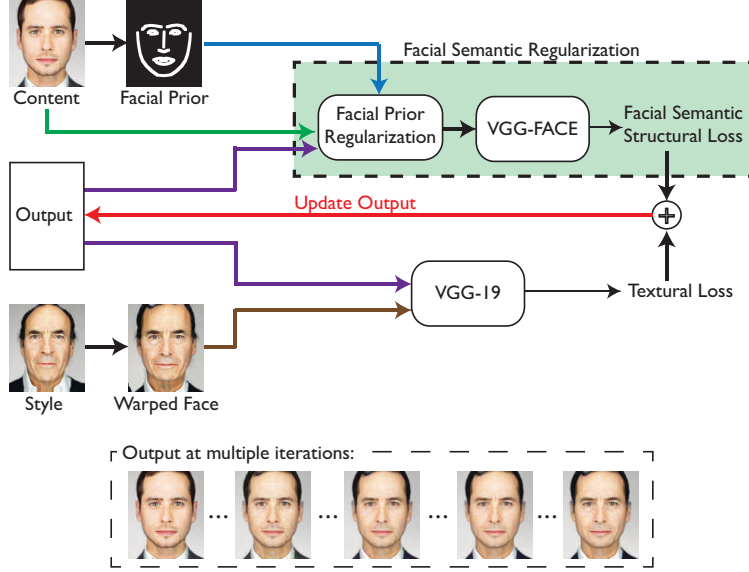 Facial Semantic Regularization
Content
Facial Prior
Facial Prior
Regularization
VGG-FACE
Facial Semantic
Structural Loss
Output
Update Output
+
VGG-19
Textural Loss
Style
Warped Face
Output at multiple iterations:
... ... ... ...